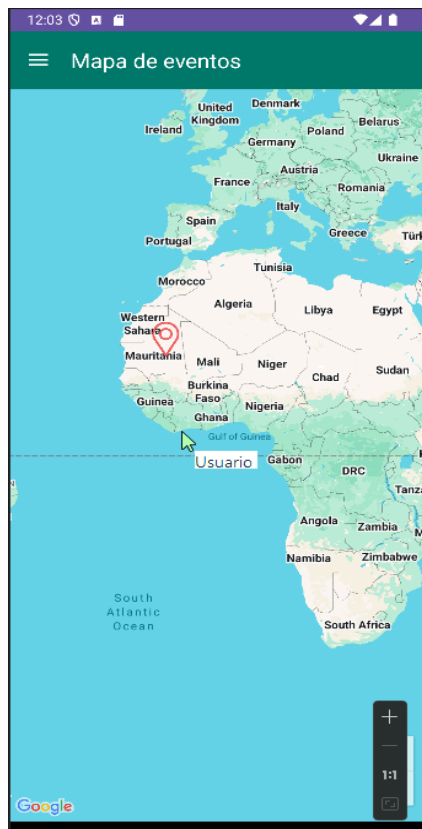 12:03
Mapa de eventos
United
Kingdom
Denmark
Ireland
Poland
Belarus
Germany
Ukraine
Austria
France
Romania
Italy
Spain
Greece
Türk
Portugal
Tunisia
Morocco
Algeria
Libya
Egypt
Western
Sahara
Mauritania
Mali
Niger
Sudan
Chad
Burkina
Faso
Guinea
Nigeria
Ghana
Gulf of Guinea
Usuario
Gabon
DRC
Tanza
Angola
Zambia
Namibia
Zimbabwe
South
Atlantic
Ocean
South Africa
1:1
Google